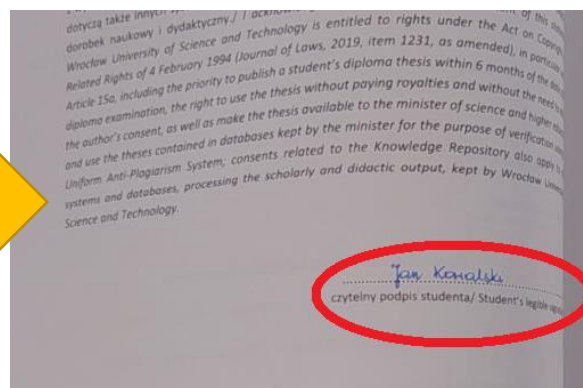 dotyczą także innych
dorobek naukowy i dydaktyczny./ I
Wrocław University of Science and Technology is entitled to rights under the Act on Copyright
Related Rights of 4 February 1994 (Journal of Laws, 2019, item 1231, as amended), in particular
Article 15a, including the priority to publish a student's diploma thesis within 6 months of the
diploma examination, the right to use the thesis without paying royalties and without the need
the author's consent, as well as make the thesis available to the minister of science and higher
and use the theses contained in databases kept by the minister for the purpose of verification
Uniform Anti-Plagiarism System; consents related to the Knowledge Repository also apply to
systems and databases, processing the scholarly and didactic output, kept by Wrocław
Science and Technology.
Jan Kowalski
czytelny podpis studenta/ Student's legible